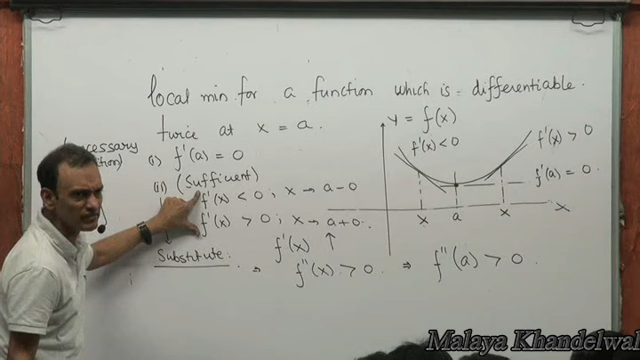 local min for a function which is differentiable
twice at x = a.
(i) f'(a) = 0
(ii) (Sufficient)
f'(x) < 0 ; x → a-0
f'(x) > 0 ; x → a+0
Substitute:
f'(x) ↑
⇒ f''(x) > 0 ⇒ f''(a) > 0.
y = f(x)
f'(x) < 0
f'(x) > 0
f'(a) = 0
x a x X
Malaya Khandelwal